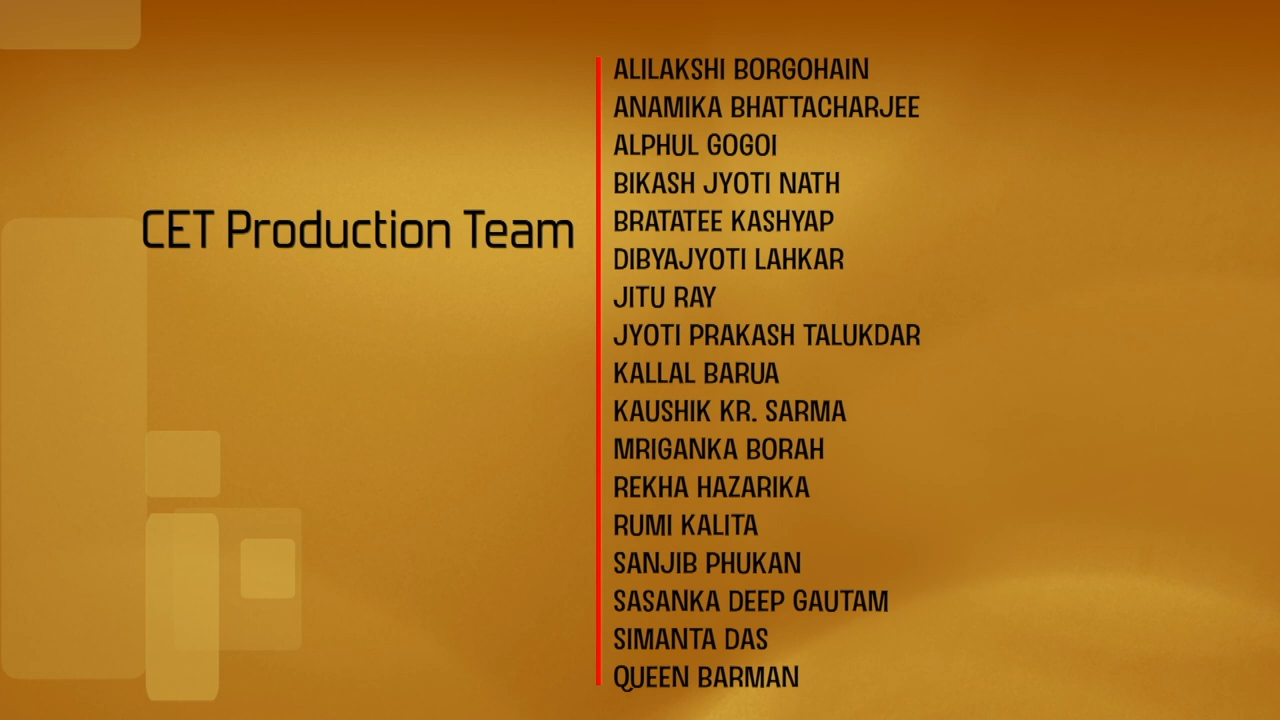 CET Production Team
ALILAKSHI BORGOHAIN
ANAMIKA BHATTACHARJEE
ALPHUL GOGOI
BIKASH JYOTI NATH
BRATATEE KASHYAP
DIBYAJYOTI LAHKAR
JITU RAY
JYOTI PRAKASH TALUKDAR
KALLAL BARUA
KAUSHIK KR. SARMA
MRIGANKA BORAH
REKHA HAZARIKA
RUMI KALITA
SANJIB PHUKAN
SASANKA DEEP GAUTAM
SIMANTA DAS
QUEEN BARMAN